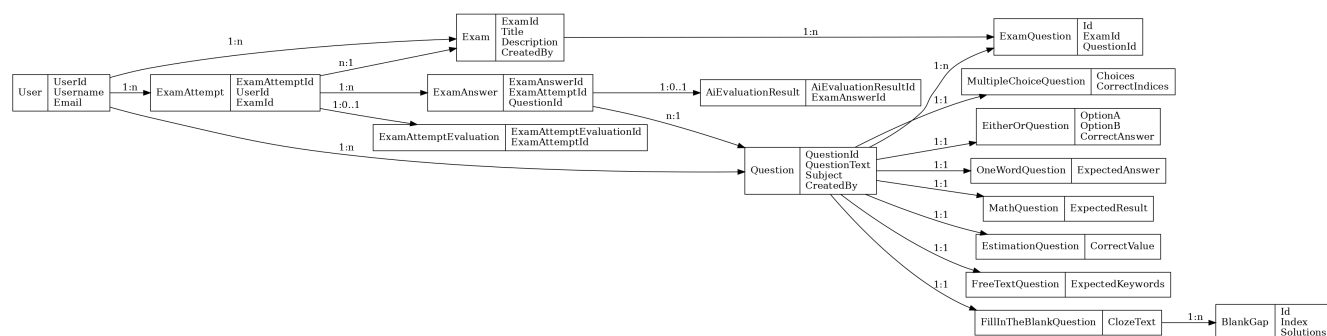 Exam
ExamId
Title
Description
CreatedBy
1:n
ExamQuestion
Id
ExamId
QuestionId
1:n
n:1
1:n
User
UserId
Username
Email
1:n
ExamAttempt
ExamAttemptId
UserId
ExamId
1:n
ExamAnswer
ExamAnswerId
ExamAttemptId
QuestionId
1:0..1
AiEvaluationResult
AiEvaluationResultId
ExamAnswerId
1:1
MultipleChoiceQuestion
Choices
CorrectIndices
1:0..1
ExamAttemptEvaluation
ExamAttemptEvaluationId
ExamAttemptId
n:1
1:n
Question
QuestionId
QuestionText
Subject
CreatedBy
1:1
EitherOrQuestion
OptionA
OptionB
CorrectAnswer
1:1
OneWordQuestion
ExpectedAnswer
1:1
MathQuestion
ExpectedResult
1:1
EstimationQuestion
CorrectValue
1:1
FreeTextQuestion
ExpectedKeywords
1:1
FillInTheBlankQuestion
ClozeText
1:n
BlankGap
Id
Index
Solutions